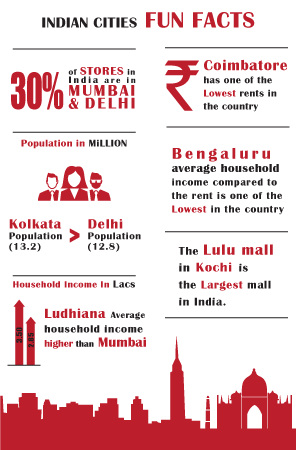 INDIAN CITIES FUN FACTS
30%
of STORES in
India are in
MUMBAI
& DELHI
Population in MiLLION
Kolkata
Population
(13.2)
>
Delhi
Population
(12.8)
Household Income In Lacs
3.50
Ludhiana Average
household income
higher than Mumbai
₹
Coimbatore
has one of the
Lowest rents in
the country
Bengaluru
average household
income compared to
the rent is one of the
Lowest in the country
The Lulu mall
in Kochi is
the Largest mall
in India.